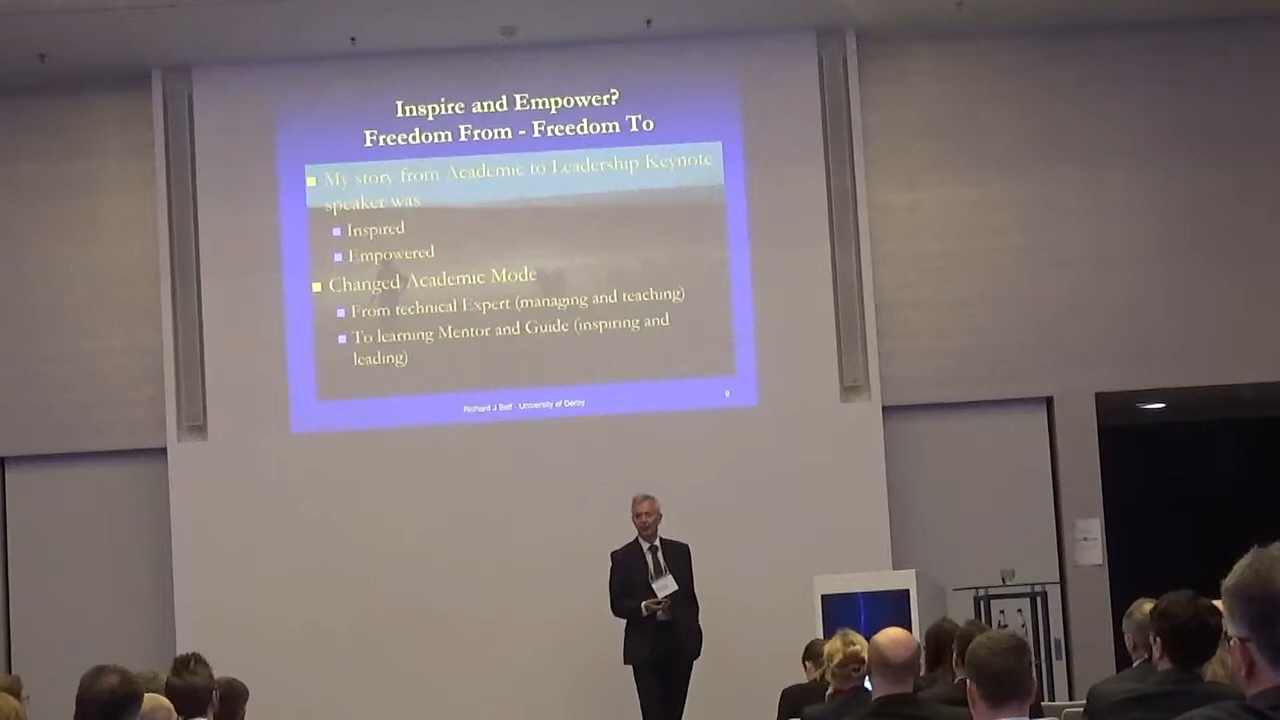 Inspire and Empower?
Freedom From - Freedom To
My story from Academic to Leadership Keynote
speaker was
Inspired
Empowered
Changed Academic Mode
From technical Expert (managing and teaching)
To learning Mentor and Guide (inspiring and
leading)
Richard J Self - University of Derby
9